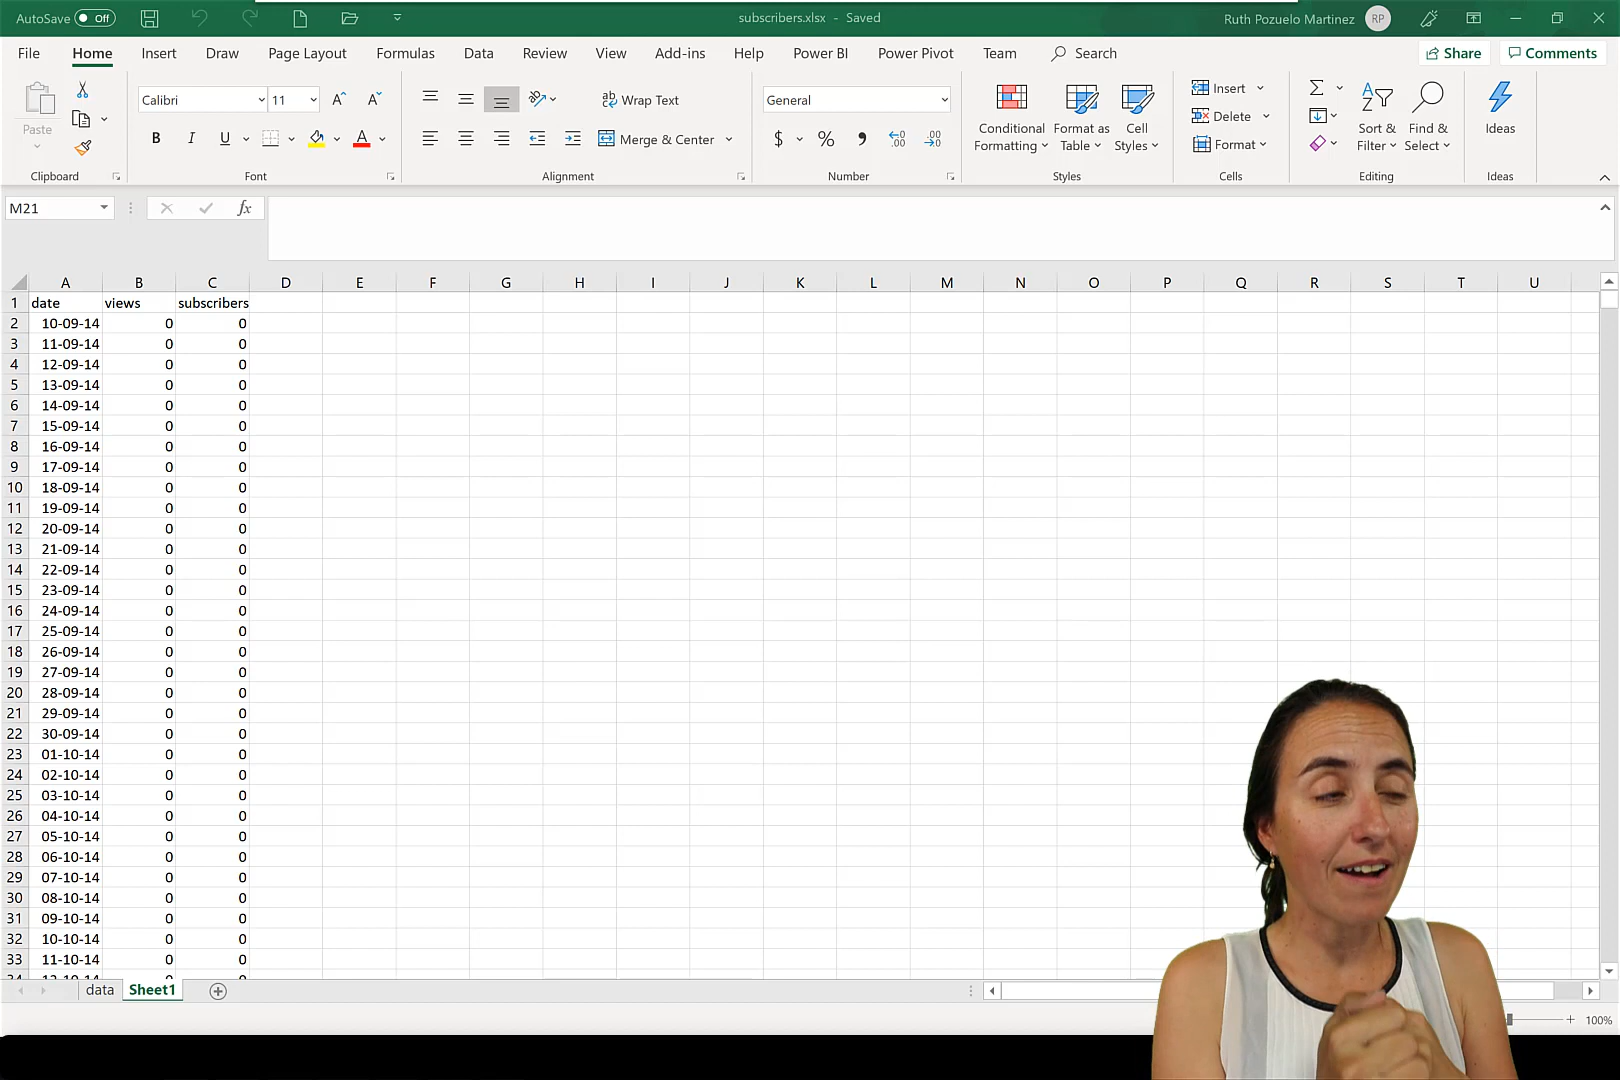 AutoSave Off
subscribers.xlsx - Saved
Ruth Pozuelo Martinez RP
File Home Insert Draw Page Layout Formulas Data Review View Add-ins Help Power BI Power Pivot Team Search
Share Comments
Paste
Clipboard
Calibri 11
B I U A
Font
Wrap Text
Merge & Center
Alignment
General
$ % 9 .00 .00
Number
Conditional Formatting
Format as Table
Cell Styles
Styles
Insert
Delete
Format
Cells
Sort & Filter
Find & Select
Editing
Ideas
Ideas
M21 fx
A B C D E F G H I J K L M N O P Q R S T U
1 date views subscribers
2 10-09-14 0 0
3 11-09-14 0 0
4 12-09-14 0 0
5 13-09-14 0 0
6 14-09-14 0 0
7 15-09-14 0 0
8 16-09-14 0 0
9 17-09-14 0 0
10 18-09-14 0 0
11 19-09-14 0 0
12 20-09-14 0 0
13 21-09-14 0 0
14 22-09-14 0 0
15 23-09-14 0 0
16 24-09-14 0 0
17 25-09-14 0 0
18 26-09-14 0 0
19 27-09-14 0 0
20 28-09-14 0 0
21 29-09-14 0 0
22 30-09-14 0 0
23 01-10-14 0 0
24 02-10-14 0 0
25 03-10-14 0 0
26 04-10-14 0 0
27 05-10-14 0 0
28 06-10-14 0 0
29 07-10-14 0 0
30 08-10-14 0 0
31 09-10-14 0 0
32 10-10-14 0 0
33 11-10-14 0 0
data Sheet1
100%